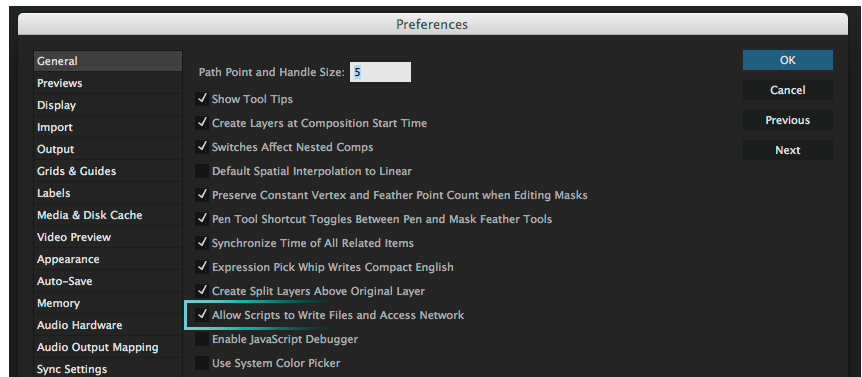 Preferences
General
Previews
Display
Import
Output
Grids & Guides
Labels
Media & Disk Cache
Video Preview
Appearance
Auto-Save
Memory
Audio Hardware
Audio Output Mapping
Sync Settings
Path Point and Handle Size: 5
Show Tool Tips
Create Layers at Composition Start Time
Switches Affect Nested Comps
Default Spatial Interpolation to Linear
Preserve Constant Vertex and Feather Point Count when Editing Masks
Pen Tool Shortcut Toggles Between Pen and Mask Feather Tools
Synchronize Time of All Related Items
Expression Pick Whip Writes Compact English
Create Split Layers Above Original Layer
Allow Scripts to Write Files and Access Network
Enable JavaScript Debugger
Use System Color Picker
OK
Cancel
Previous
Next